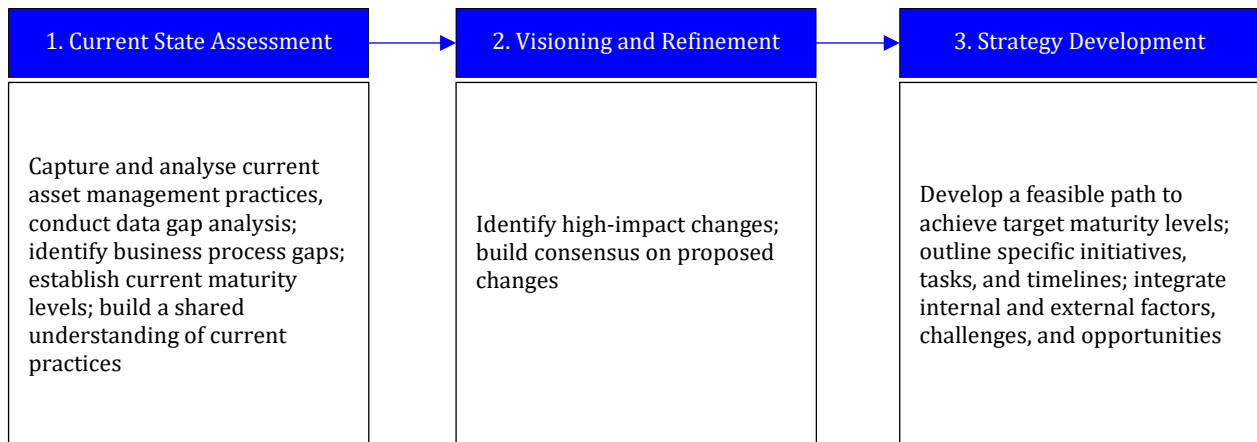 1. Current State Assessment
Capture and analyse current
asset management practices,
conduct data gap analysis;
identify business process gaps;
establish current maturity
levels; build a shared
understanding of current
practices
2. Visioning and Refinement
Identify high-impact changes;
build consensus on proposed
changes
3. Strategy Development
Develop a feasible path to
achieve target maturity levels;
outline specific initiatives,
tasks, and timelines; integrate
internal and external factors,
challenges, and opportunities